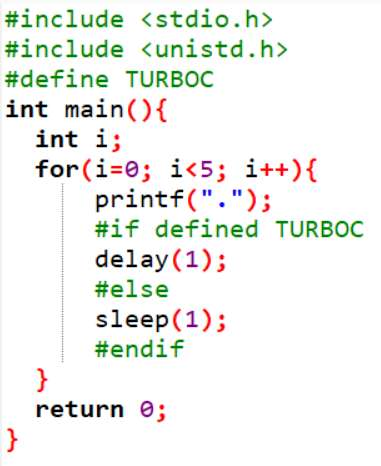 #include <stdio.h>
#include <unistd.h>
#define TURBOC
int main(){
  int i;
  for(i=0; i<5; i++){
      printf(".");
      #if defined TURBOC
      delay(1);
      #else
      sleep(1);
      #endif
  }
  return 0;
}